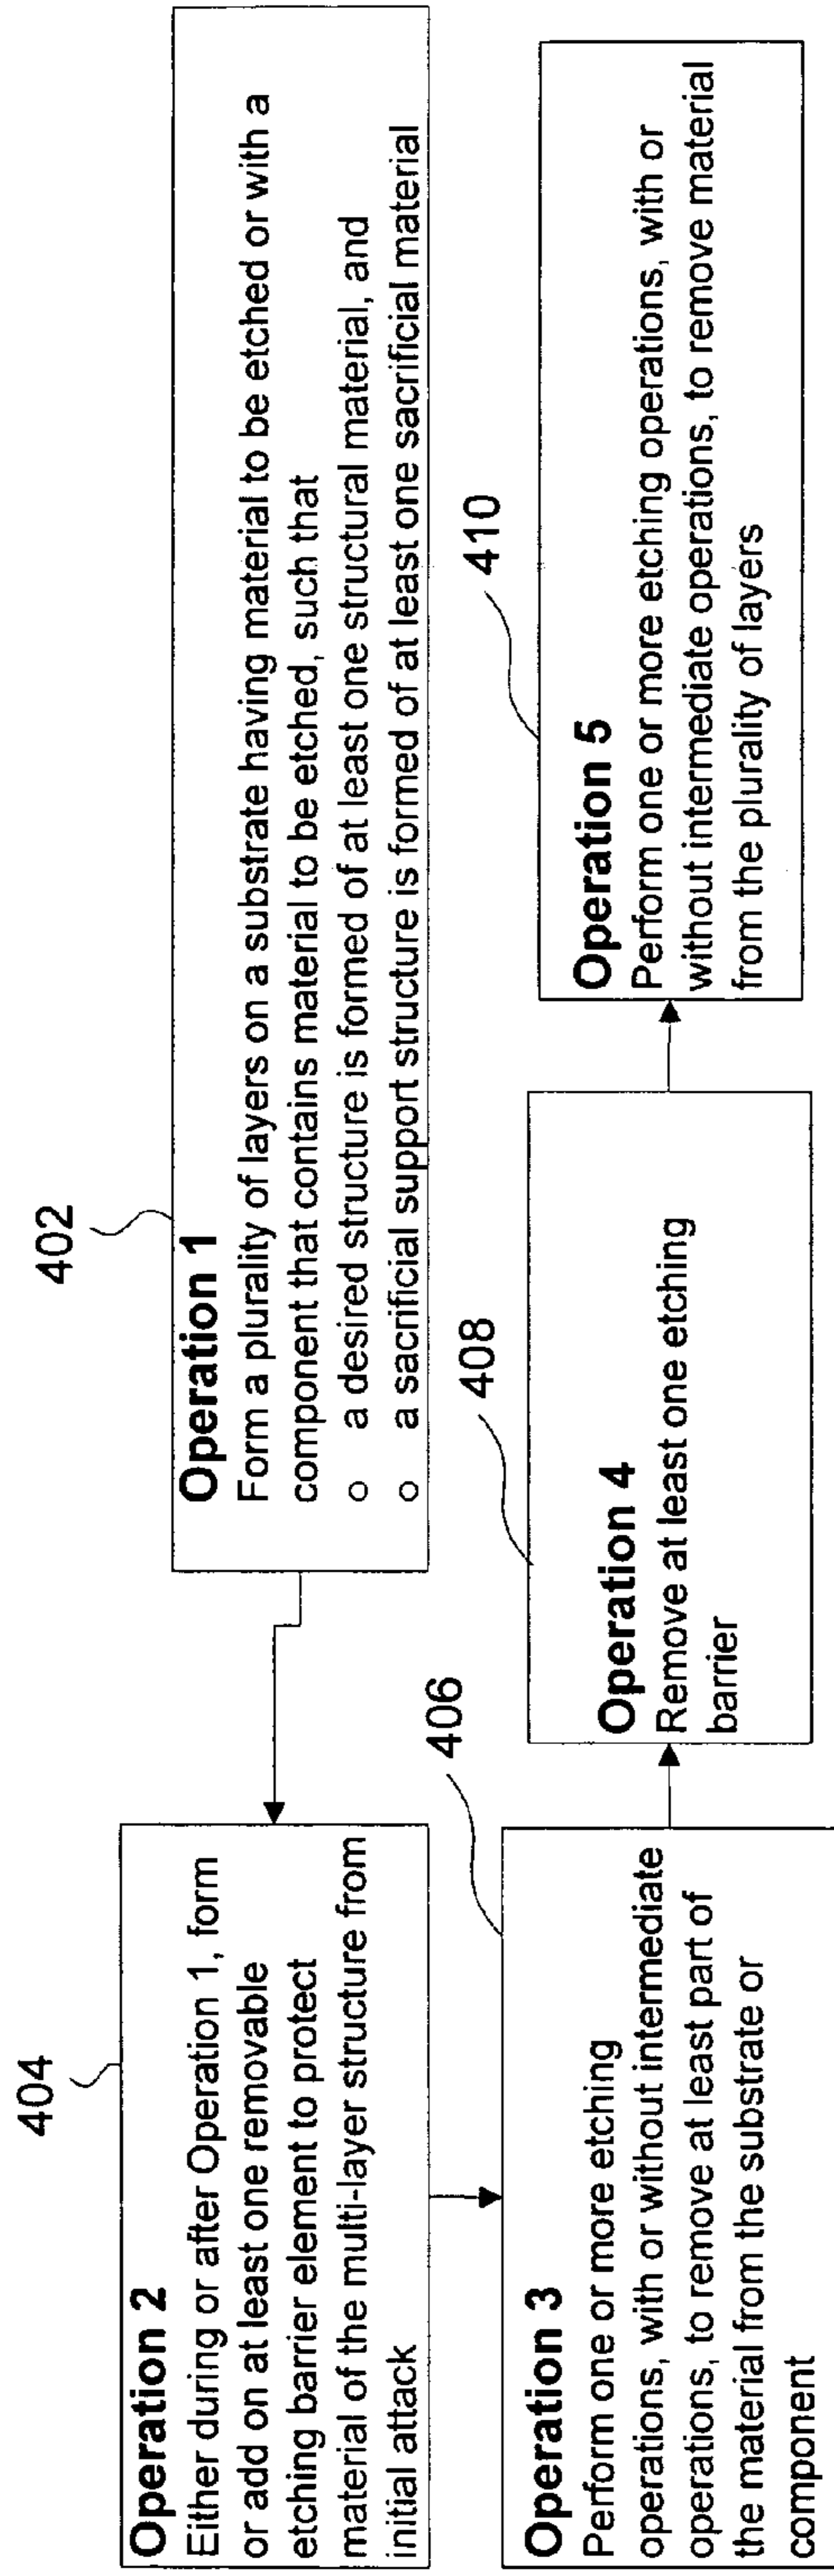 402
Operation 1
Form a plurality of layers on a substrate having material to be etched or with a
component that contains material to be etched, such that
o a desired structure is formed of at least one structural material, and
o a sacrificial support structure is formed of at least one sacrificial material
404
Operation 2
Either during or after Operation 1, form
or add on at least one removable
etching barrier element to protect
material of the multi-layer structure from
initial attack
406
Operation 3
Perform one or more etching
operations, with or without intermediate
operations, to remove at least part of
the material from the substrate or
component
408
Operation 4
Remove at least one etching
barrier
410
Operation 5
Perform one or more etching operations, with or
without intermediate operations, to remove material
from the plurality of layers